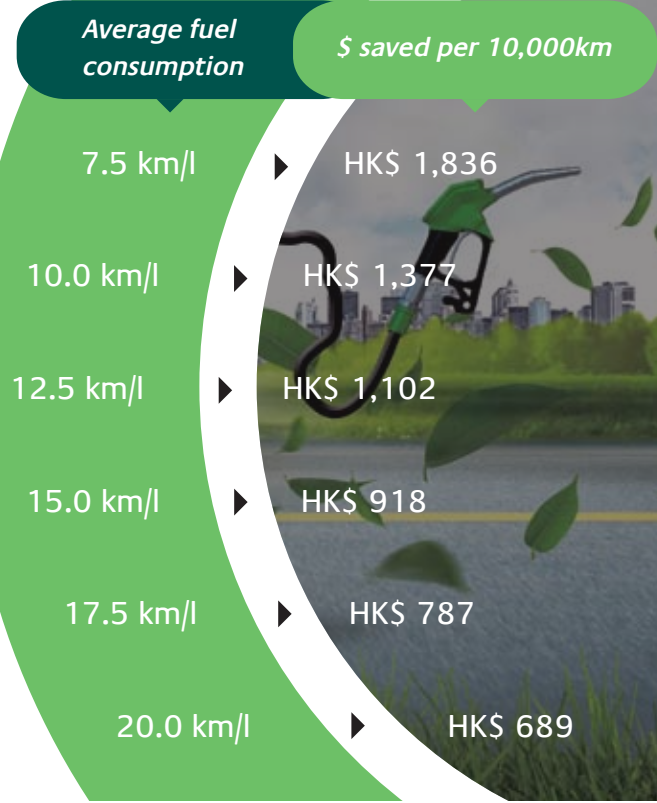 Average fuel
consumption
$ saved per 10,000km
7.5 km/l
HK$ 1,836
10.0 km/l
HK$ 1,377
12.5 km/l
HK$ 1,102
15.0 km/l
HK$ 918
17.5 km/l
HK$ 787
20.0 km/l
HK$ 689